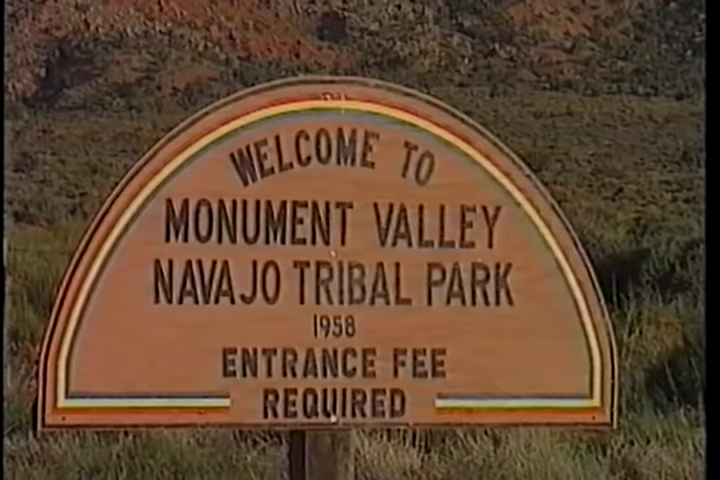 WELCOME TO
MONUMENT VALLEY
NAVAJO TRIBAL PARK
1958
ENTRANCE FEE
REQUIRED